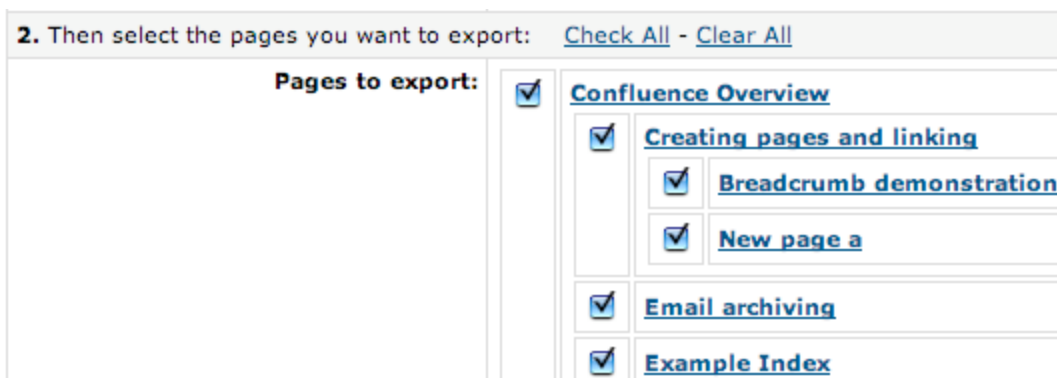 2. Then select the pages you want to export: Check All - Clear All
Pages to export:
Confluence Overview
Creating pages and linking
Breadcrumb demonstration
New page a
Email archiving
Example Index